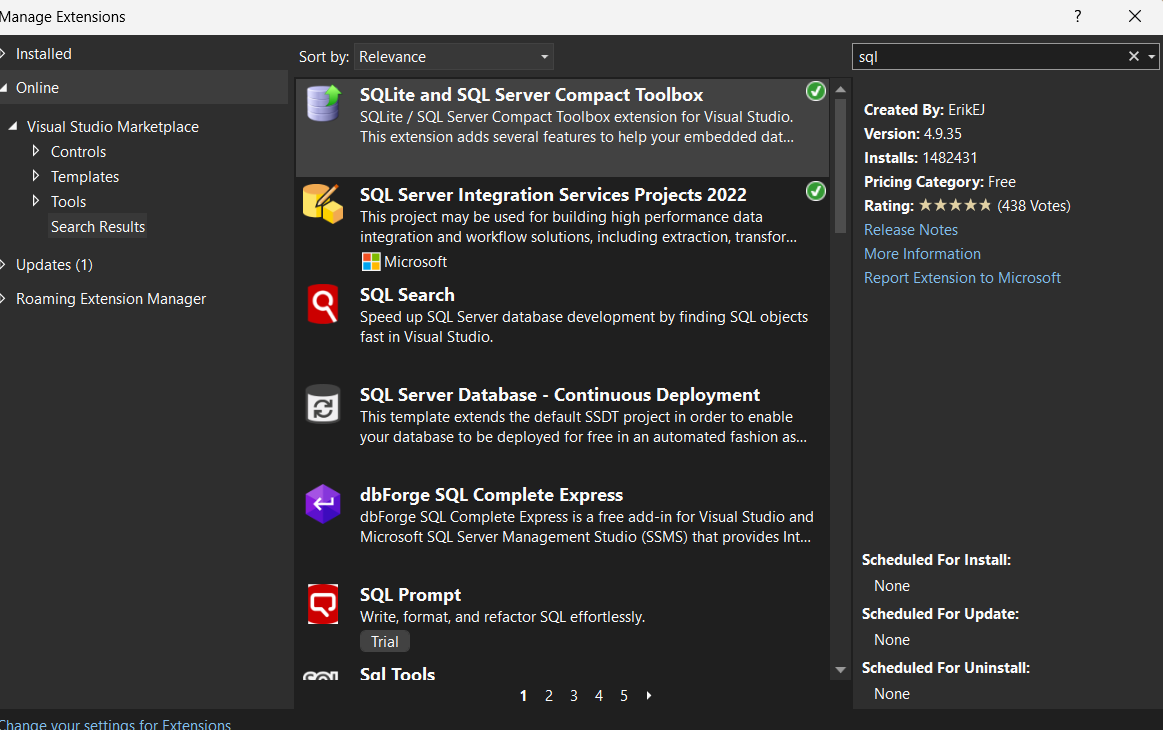 Manage Extensions
?
Installed
Online
Visual Studio Marketplace
Controls
Templates
Tools
Search Results
Updates (1)
Roaming Extension Manager
Sort by: Relevance
SQLite and SQL Server Compact Toolbox
SQLite / SQL Server Compact Toolbox extension for Visual Studio.
This extension adds several features to help your embedded dat...
SQL Server Integration Services Projects 2022
This project may be used for building high performance data
integration and workflow solutions, including extraction, transfor...
Microsoft
SQL Search
Speed up SQL Server database development by finding SQL objects
fast in Visual Studio.
SQL Server Database - Continuous Deployment
This template extends the default SSDT project in order to enable
your database to be deployed for free in an automated fashion as...
dbForge SQL Complete Express
dbForge SQL Complete Express is a free add-in for Visual Studio and
Microsoft SQL Server Management Studio (SSMS) that provides Int...
SQL Prompt
Write, format, and refactor SQL effortlessly.
Trial
Sql Tools
1 2 3 4 5
sql
Created By: ErikEJ
Version: 4.9.35
Installs: 1482431
Pricing Category: Free
Rating: ★★★★★ (438 Votes)
Release Notes
More Information
Report Extension to Microsoft
Scheduled For Install:
None
Scheduled For Update:
None
Scheduled For Uninstall:
None
Change your settings for Extensions